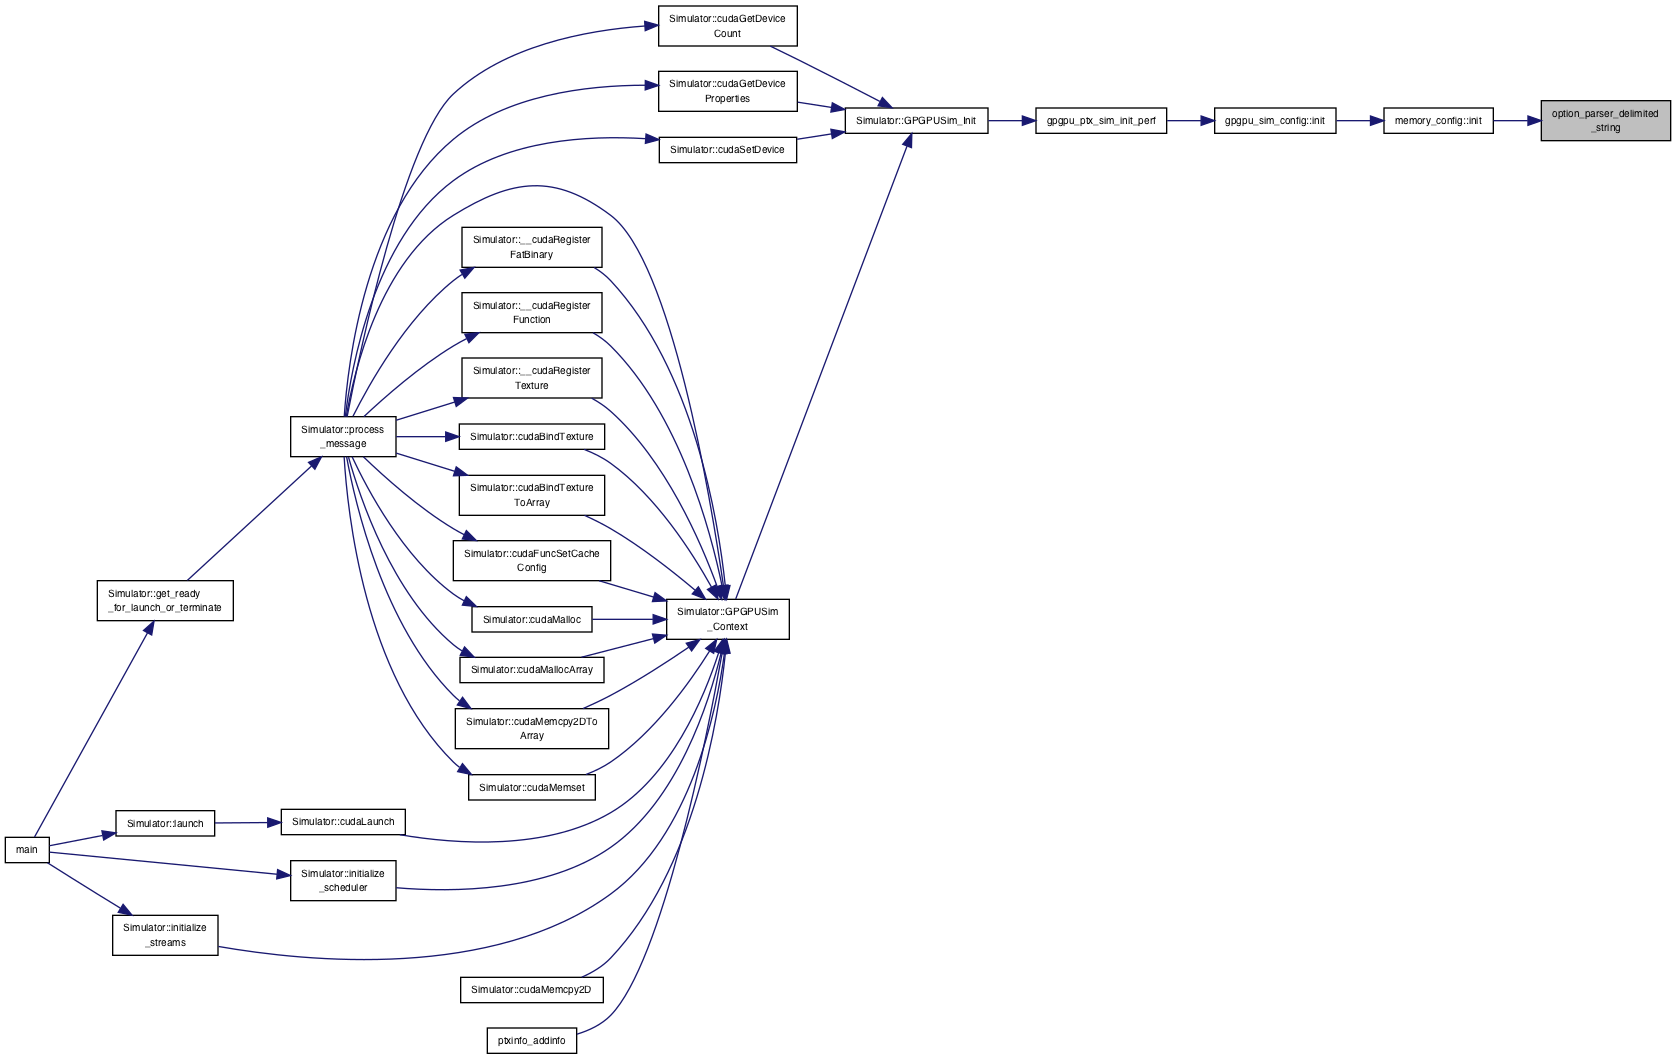 Simulator::cudaGetDevice
Count
Simulator::cudaGetDevice
Properties
Simulator::GPGPUSim_Init
gpgpu_ptx_sim_init_perf
gpgpu_sim_config::init
memory_config::init
option_parser_delimited
_string
Simulator::cudaSetDevice
Simulator::__cudaRegister
FatBinary
Simulator::__cudaRegister
Function
Simulator::__cudaRegister
Texture
Simulator::process
_message
Simulator::cudaBindTexture
Simulator::cudaBindTexture
ToArray
Simulator::cudaFuncSetCache
Config
Simulator::get_ready
_for_launch_or_terminate
Simulator::cudaMalloc
Simulator::GPGPUSim
_Context
Simulator::cudaMallocArray
Simulator::cudaMemcpy2DTo
Array
Simulator::cudaMemset
Simulator::launch
Simulator::cudaLaunch
main
Simulator::initialize
_scheduler
Simulator::initialize
_streams
Simulator::cudaMemcpy2D
ptxinfo_addinfo